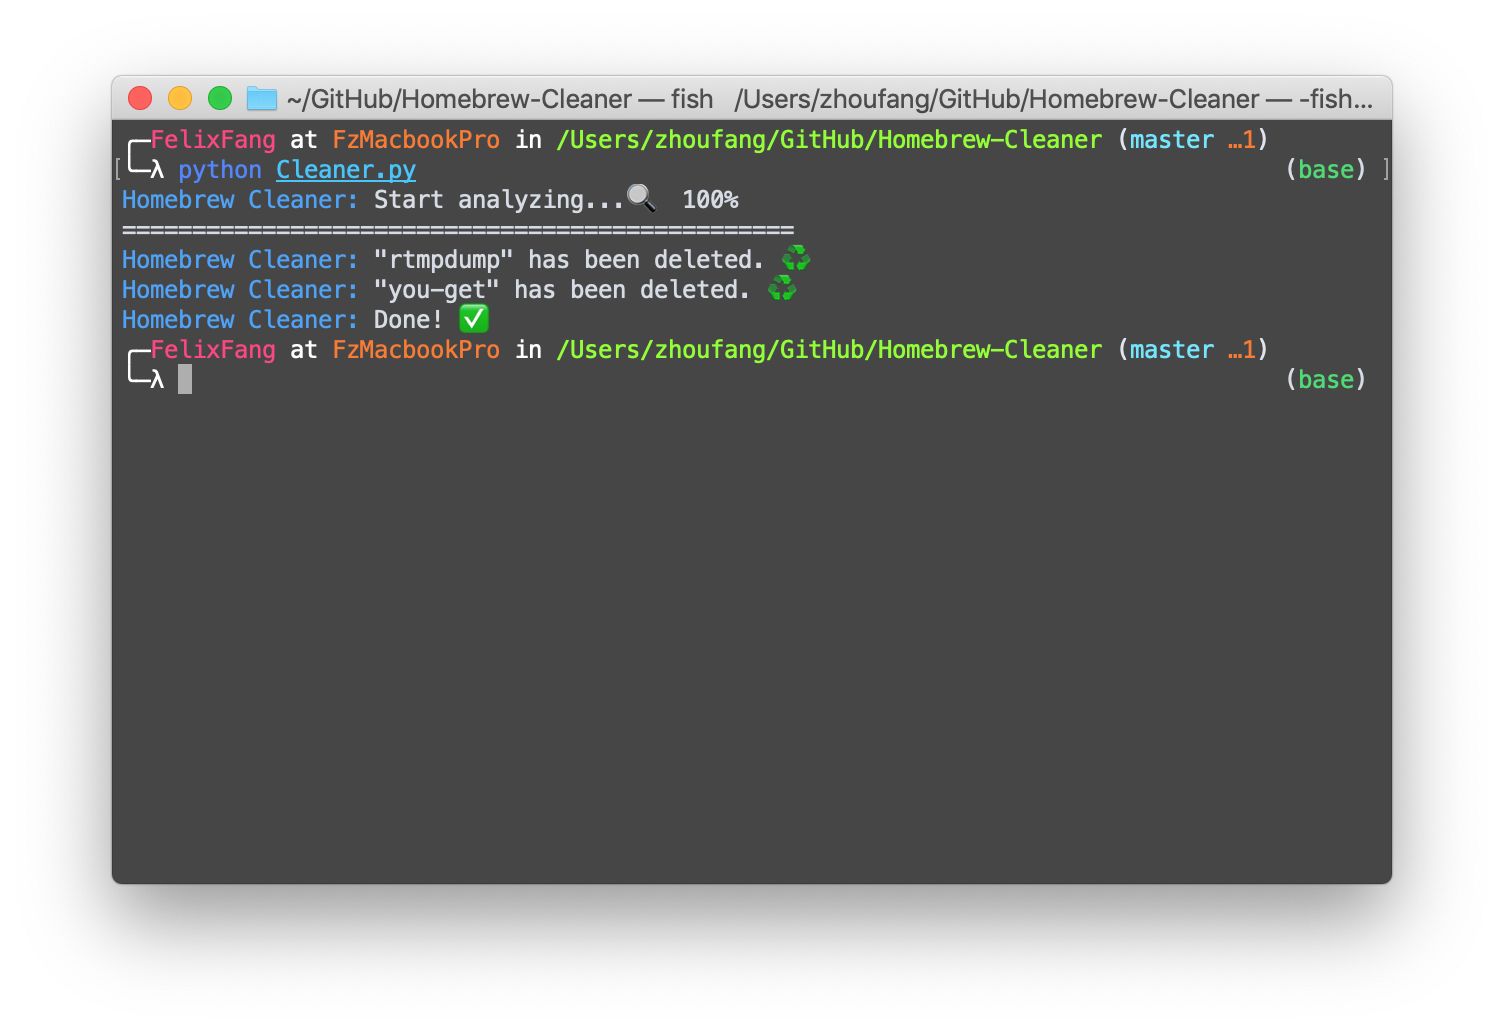 ~/GitHub/Homebrew-Cleaner — fish   /Users/zhoufang/GitHub/Homebrew-Cleaner — -fish...
FelixFang at FzMacbookPro in /Users/zhoufang/GitHub/Homebrew-Cleaner (master …1)
[ λ python Cleaner.py (base) ]
Homebrew Cleaner: Start analyzing...🔍 100%
================================================
Homebrew Cleaner: "rtmpdump" has been deleted. ♻️
Homebrew Cleaner: "you-get" has been deleted. ♻️
Homebrew Cleaner: Done! ✅
FelixFang at FzMacbookPro in /Users/zhoufang/GitHub/Homebrew-Cleaner (master …1)
λ (base)